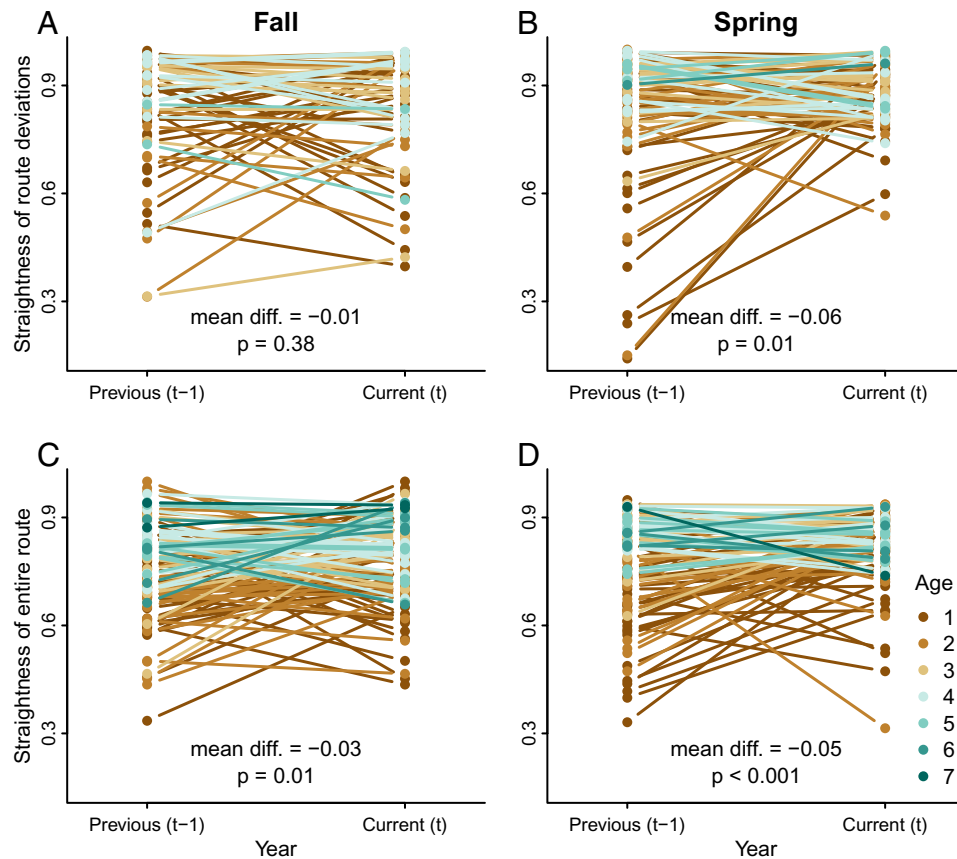 A
Fall
B
Spring
Straightness of route deviations
0.9
0.6
0.3
mean diff. = −0.01
p = 0.38
Previous (t−1)
Current (t)
0.9
0.6
0.3
mean diff. = −0.06
p = 0.01
Previous (t−1)
Current (t)
C
D
Straightness of entire route
0.9
0.6
0.3
mean diff. = −0.03
p = 0.01
Previous (t−1)
Current (t)
Year
0.9
0.6
0.3
mean diff. = −0.05
p < 0.001
Previous (t−1)
Current (t)
Year
Age
1
2
3
4
5
6
7